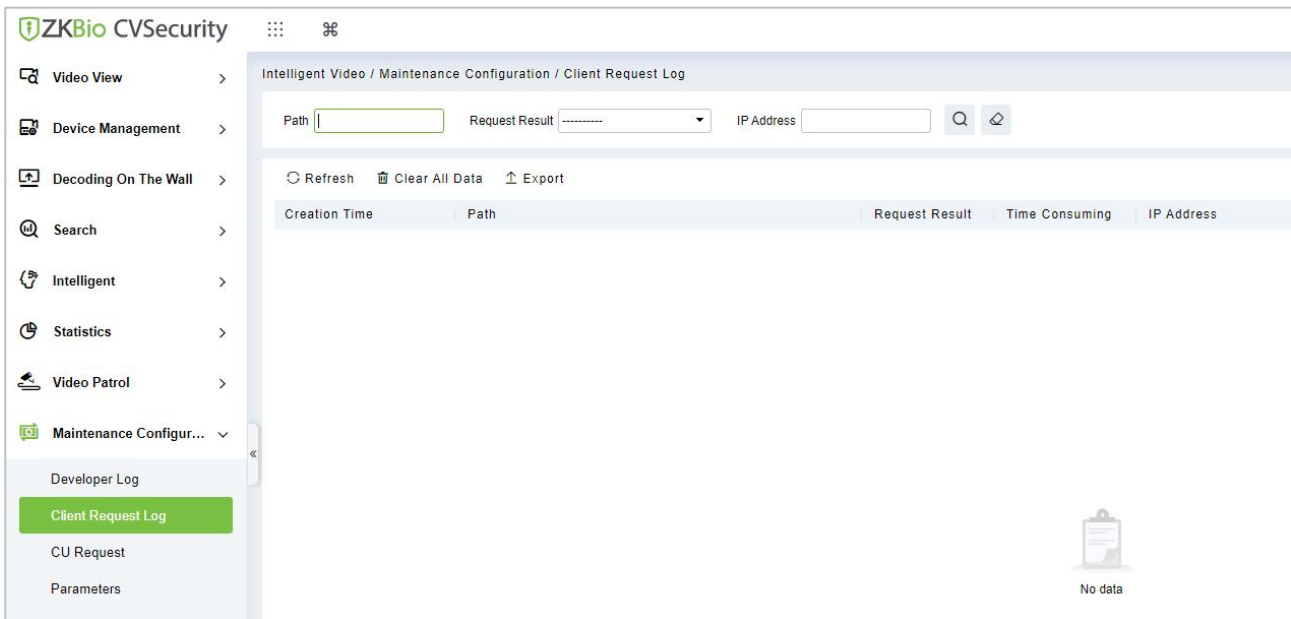 ZKBio CVSecurity
Intelligent Video / Maintenance Configuration / Client Request Log
Path Request Result ---------- IP Address
Refresh Clear All Data Export
Creation Time Path Request Result Time Consuming IP Address
No data
Video View
Device Management
Decoding On The Wall
Search
Intelligent
Statistics
Video Patrol
Maintenance Configur...
Developer Log
Client Request Log
CU Request
Parameters